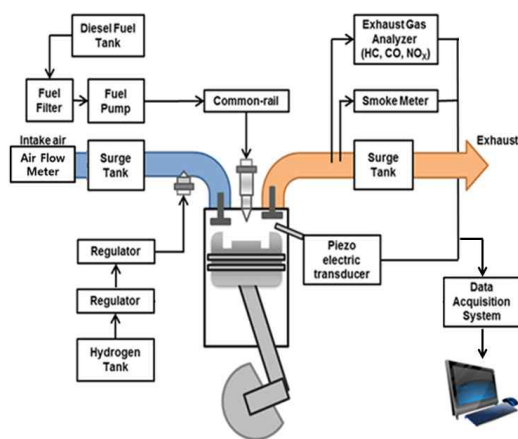 Diesel Fuel
Tank
Exhaust Gas
Analyzer
(HC, CO, NOX)
Fuel
Filter
Fuel
Pump
Common-rail
Smoke Meter
Intake air
Air Flow
Meter
Surge
Tank
Surge
Tank
Exhaust
Regulator
Piezo
electric
transducer
Regulator
Data
Acquisition
System
Hydrogen
Tank